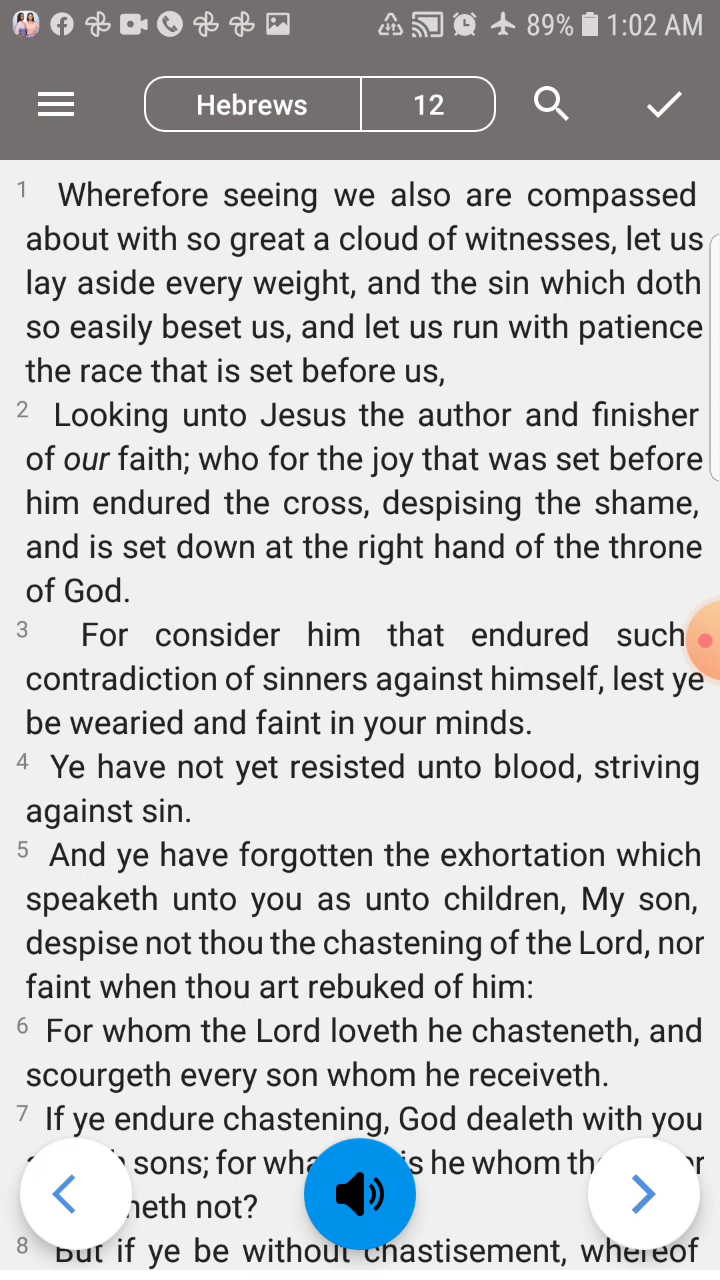 89% 1:02 AM
Hebrews 12
1 Wherefore seeing we also are compassed
about with so great a cloud of witnesses, let us
lay aside every weight, and the sin which doth
so easily beset us, and let us run with patience
the race that is set before us,
2 Looking unto Jesus the author and finisher
of our faith; who for the joy that was set before
him endured the cross, despising the shame,
and is set down at the right hand of the throne
of God.
3 For consider him that endured such
contradiction of sinners against himself, lest ye
be wearied and faint in your minds.
4 Ye have not yet resisted unto blood, striving
against sin.
5 And ye have forgotten the exhortation which
speaketh unto you as unto children, My son,
despise not thou the chastening of the Lord, nor
faint when thou art rebuked of him:
6 For whom the Lord loveth he chasteneth, and
scourgeth every son whom he receiveth.
7 If ye endure chastening, God dealeth with you
sons; for is he whom
not?
8 But if ye be without chastisement, whereof